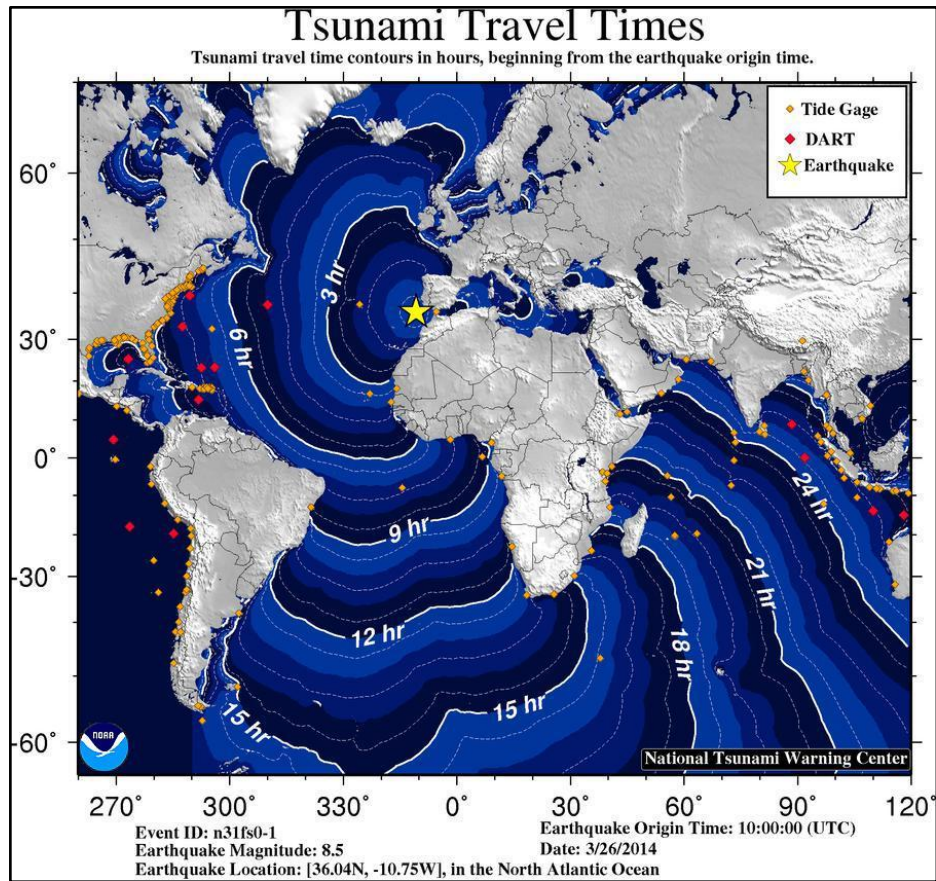 Tsunami Travel Times
Tsunami travel time contours in hours, beginning from the earthquake origin time.
Tide Gage
DART
Earthquake
60°
30°
0°
-30°
-60°
3 hr
6 hr
9 hr
12 hr
15 hr
15 hr
18 hr
21 hr
24 hr
NOAA
National Tsunami Warning Center
270° 300° 330° 0° 30° 60° 90° 120°
Event ID: n31fs0-1
Earthquake Magnitude: 8.5
Earthquake Location: [36.04N, -10.75W], in the North Atlantic Ocean
Earthquake Origin Time: 10:00:00 (UTC)
Date: 3/26/2014